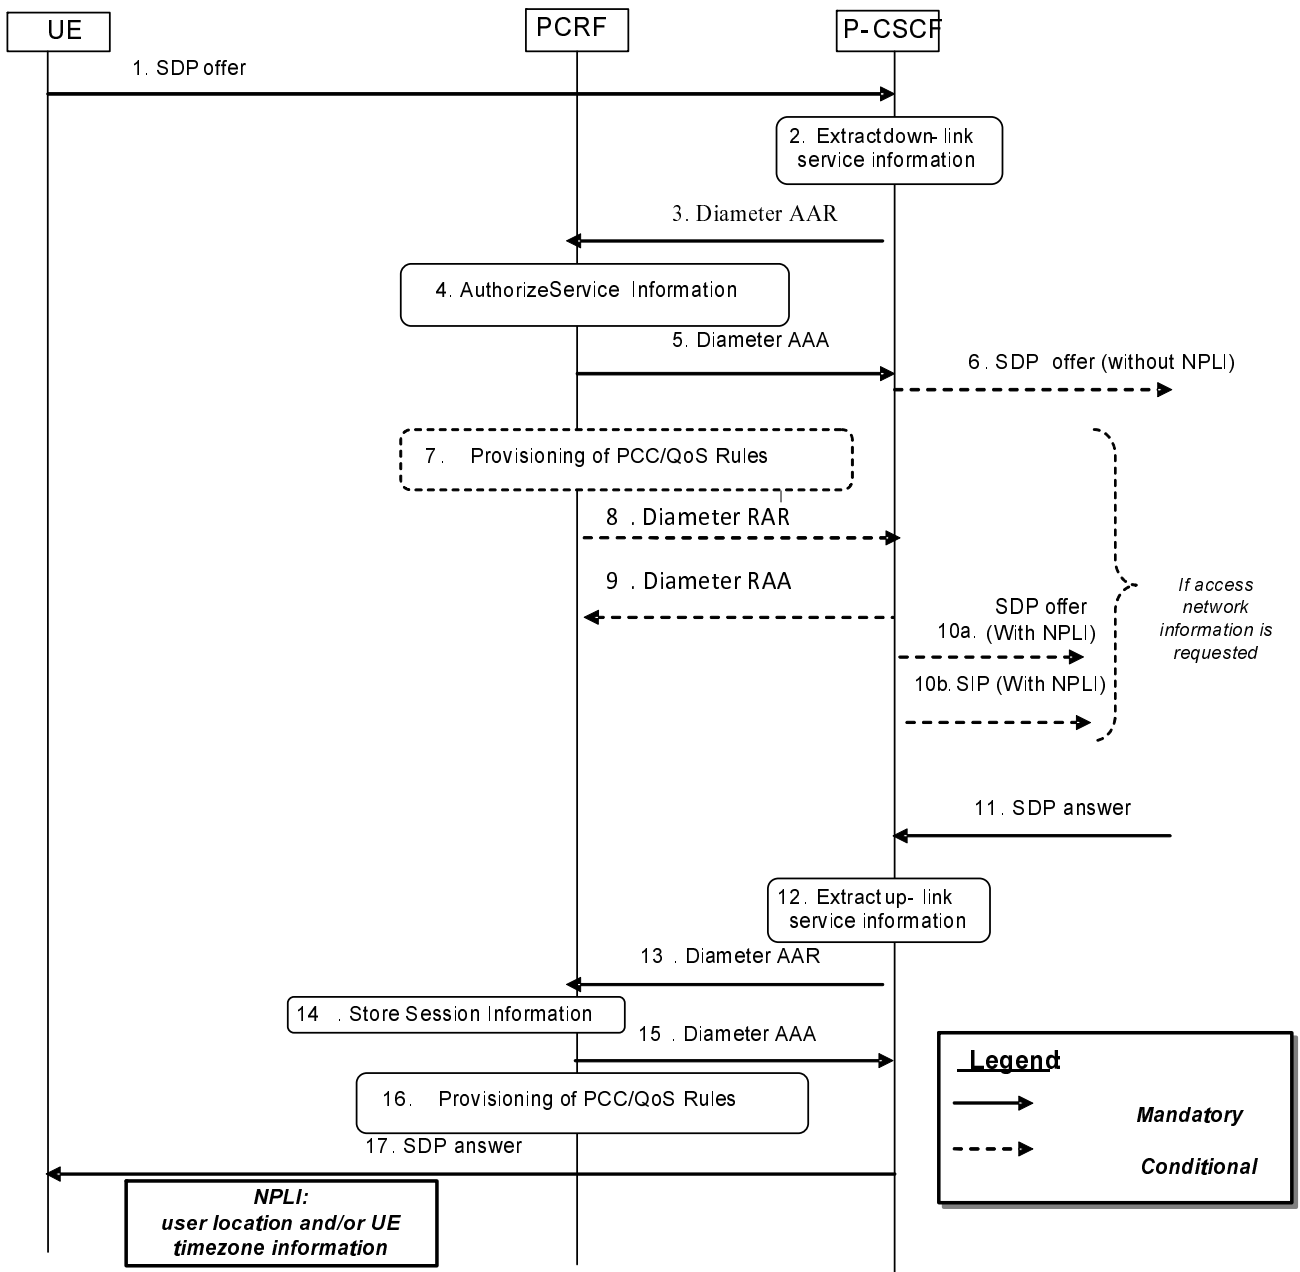 UE
PCRF
P-CSCF
1. SDP offer
2. Extract down-link
service information
3. Diameter AAR
4. Authorize Service Information
5. Diameter AAA
6. SDP offer (without NPLI)
7. Provisioning of PCC/QoS Rules
8. Diameter RAR
9. Diameter RAA
If access
network
information is
requested
SDP offer
10a. (With NPLI)
10b. SIP (With NPLI)
11. SDP answer
12. Extract up-link
service information
13. Diameter AAR
14. Store Session Information
15. Diameter AAA
16. Provisioning of PCC/QoS Rules
17. SDP answer
NPLI:
user location and/or UE
timezone information
Legend:
Mandatory
Conditional